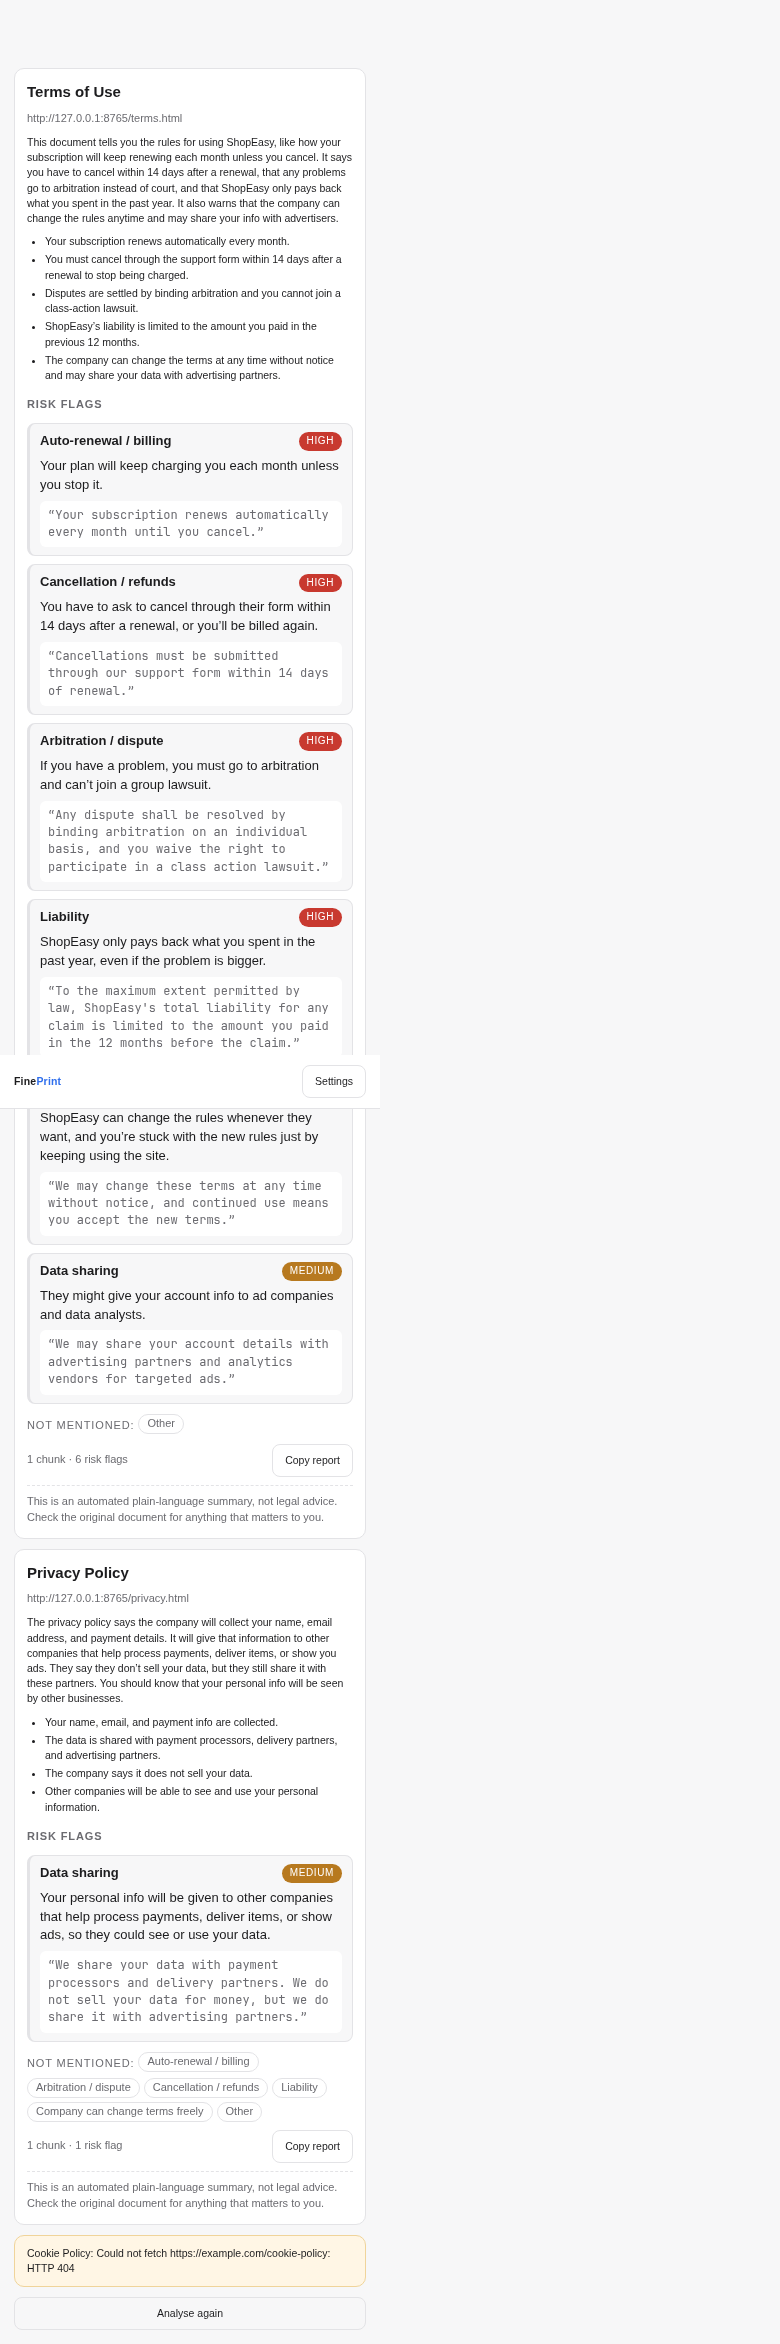 Terms of Use
http://127.0.0.1:8765/terms.html
This document tells you the rules for using ShopEasy, like how your
subscription will keep renewing each month unless you cancel. It says
you have to cancel within 14 days after a renewal, that any problems
go to arbitration instead of court, and that ShopEasy only pays back
what you spent in the past year. It also warns that the company can
change the rules anytime and may share your info with advertisers.
• Your subscription renews automatically every month.
• You must cancel through the support form within 14 days after a
renewal to stop being charged.
• Disputes are settled by binding arbitration and you cannot join a
class-action lawsuit.
• ShopEasy’s liability is limited to the amount you paid in the
previous 12 months.
• The company can change the terms at any time without notice
and may share your data with advertising partners.
RISK FLAGS
Auto-renewal / billing HIGH
Your plan will keep charging you each month unless
you stop it.
“Your subscription renews automatically
every month until you cancel.”
Cancellation / refunds HIGH
You have to ask to cancel through their form within
14 days after a renewal, or you’ll be billed again.
“Cancellations must be submitted
through our support form within 14 days
of renewal.”
Arbitration / dispute HIGH
If you have a problem, you must go to arbitration
and can’t join a group lawsuit.
“Any dispute shall be resolved by
binding arbitration on an individual
basis, and you waive the right to
participate in a class action lawsuit.”
Liability HIGH
ShopEasy only pays back what you spent in the
past year, even if the problem is bigger.
“To the maximum extent permitted by
law, ShopEasy's total liability for any
claim is limited to the amount you paid
in the 12 months before the claim.”
FinePrint Settings
ShopEasy can change the rules whenever they
want, and you’re stuck with the new rules just by
keeping using the site.
“We may change these terms at any time
without notice, and continued use means
you accept the new terms.”
Data sharing MEDIUM
They might give your account info to ad companies
and data analysts.
“We may share your account details with
advertising partners and analytics
vendors for targeted ads.”
NOT MENTIONED: Other
1 chunk · 6 risk flags Copy report
This is an automated plain-language summary, not legal advice.
Check the original document for anything that matters to you.
Privacy Policy
http://127.0.0.1:8765/privacy.html
The privacy policy says the company will collect your name, email
address, and payment details. It will give that information to other
companies that help process payments, deliver items, or show you
ads. They say they don’t sell your data, but they still share it with
these partners. You should know that your personal info will be seen
by other businesses.
• Your name, email, and payment info are collected.
• The data is shared with payment processors, delivery partners,
and advertising partners.
• The company says it does not sell your data.
• Other companies will be able to see and use your personal
information.
RISK FLAGS
Data sharing MEDIUM
Your personal info will be given to other companies
that help process payments, deliver items, or show
ads, so they could see or use your data.
“We share your data with payment
processors and delivery partners. We do
not sell your data for money, but we do
share it with advertising partners.”
NOT MENTIONED: Auto-renewal / billing
Arbitration / dispute Cancellation / refunds Liability
Company can change terms freely Other
1 chunk · 1 risk flag Copy report
This is an automated plain-language summary, not legal advice.
Check the original document for anything that matters to you.
Cookie Policy: Could not fetch https://example.com/cookie-policy:
HTTP 404
Analyse again